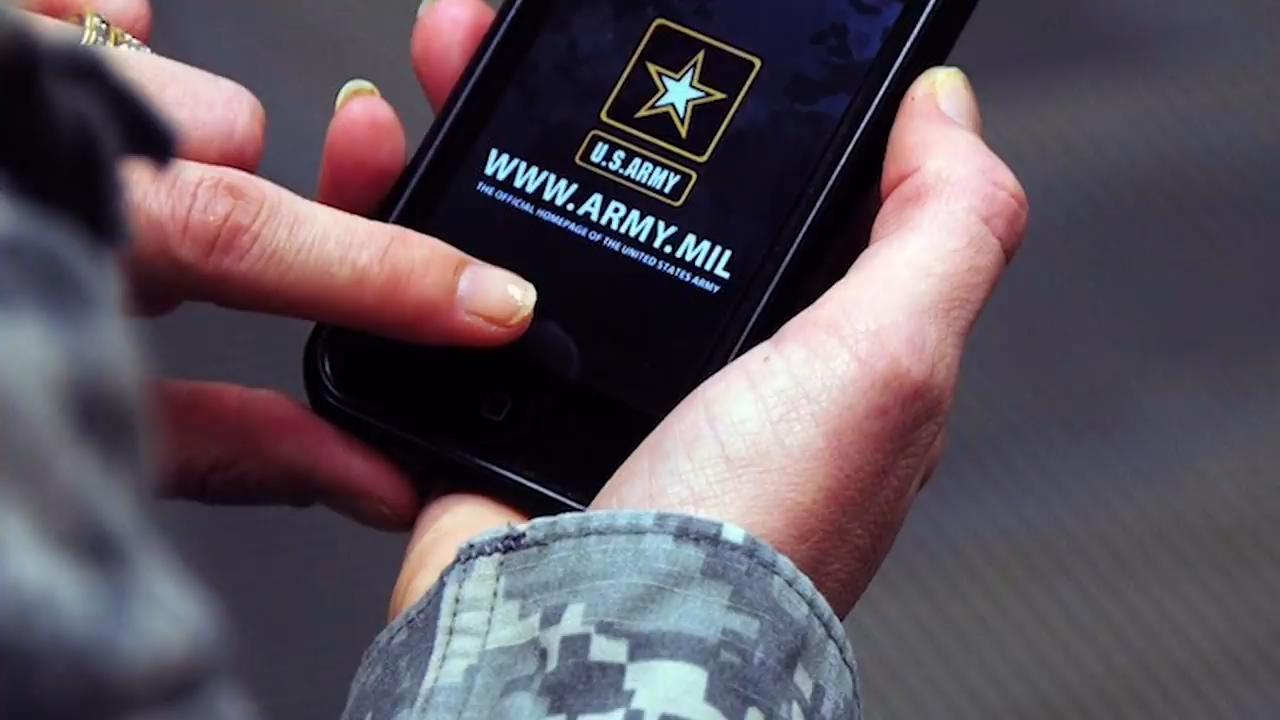 U.S.ARMY
WWW.ARMY.MIL
THE OFFICIAL HOMEPAGE OF THE UNITED STATES ARMY